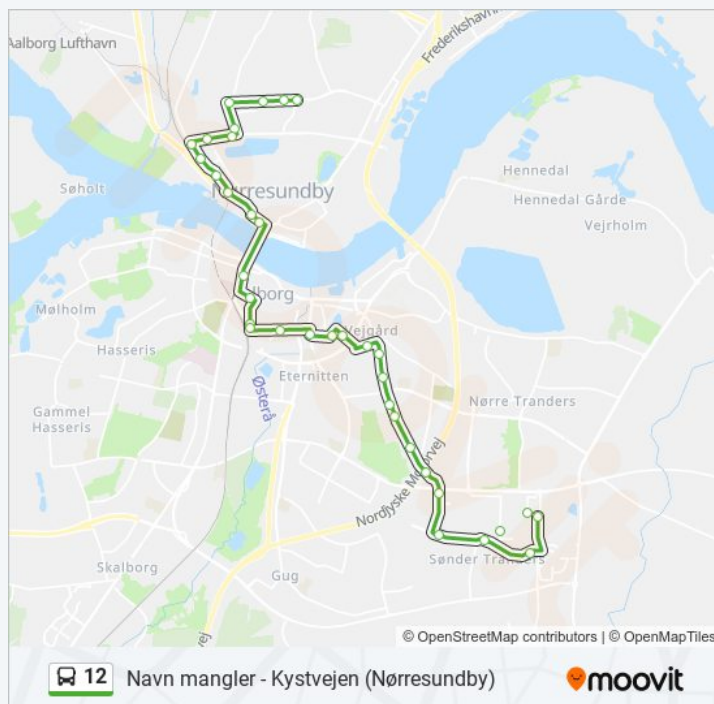 Aalborg Lufthavn
Frederikshavn
Søholt
Nørresundby
Hennedal
Hennedal Gårde
Vejrholm
Mølholm
Hasseris
Vejgård
Eternitten
Østerå
Gammel
Hasseris
Nørre Tranders
Nordjyske Motorvej
Skalborg
Gug
Sønder Tranders
© OpenStreetMap contributors | © OpenMapTiles
12 Navn mangler - Kystvejen (Nørresundby)
moovit